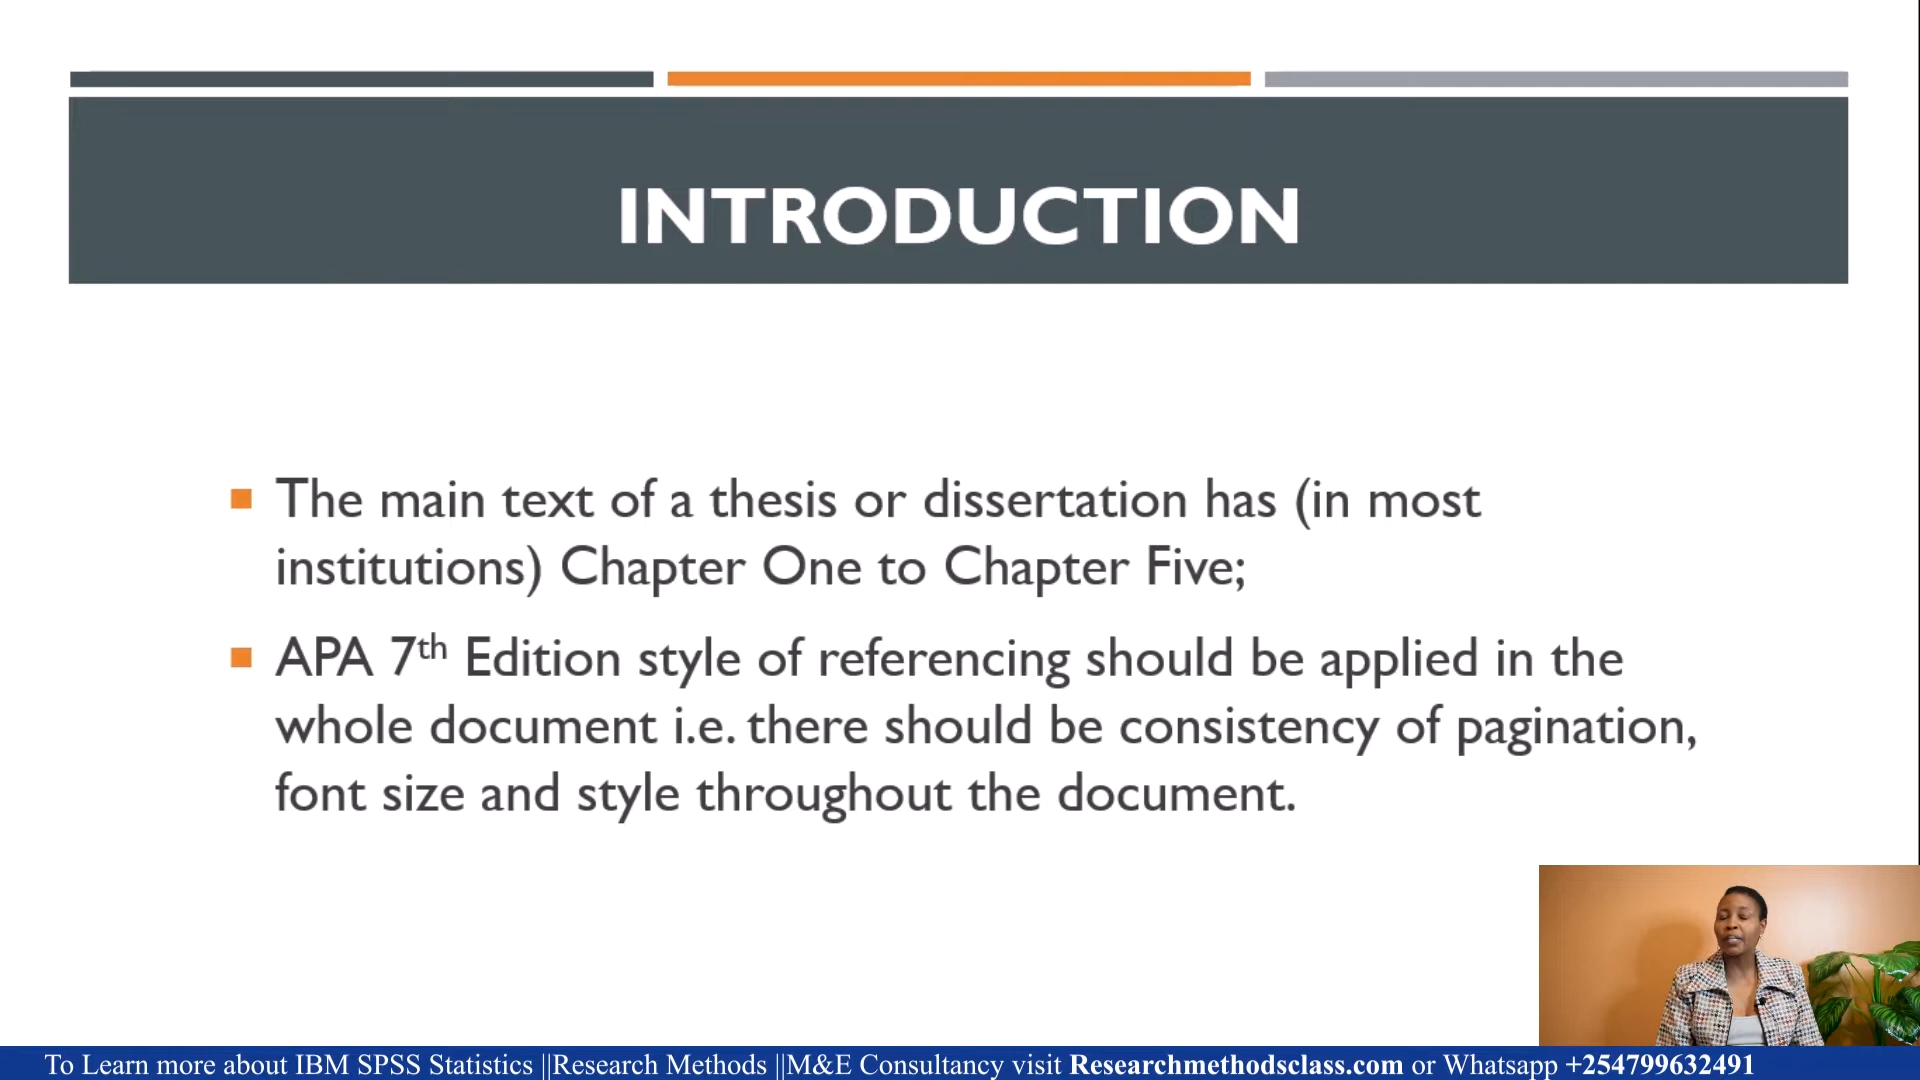 INTRODUCTION
The main text of a thesis or dissertation has (in most
institutions) Chapter One to Chapter Five;
APA 7th Edition style of referencing should be applied in the
whole document i.e. there should be consistency of pagination,
font size and style throughout the document.
To Learn more about IBM SPSS Statistics ||Research Methods ||M&E Consultancy visit Researchmethodsclass.com or Whatsapp +254799632491